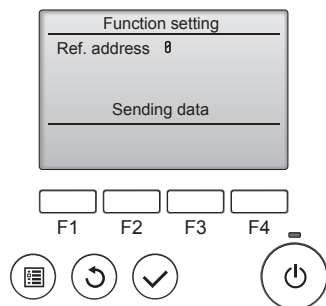 Function setting
Ref. address 0
Sending data
F1 F2 F3 F4